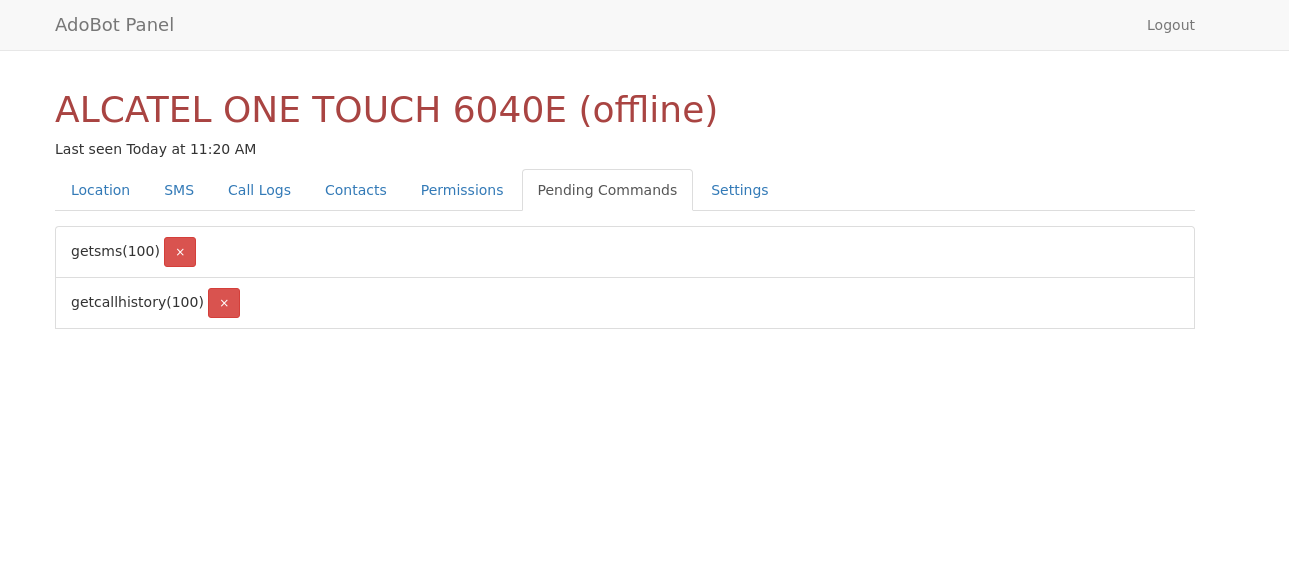 AdoBot Panel Logout
ALCATEL ONE TOUCH 6040E (offline)
Last seen Today at 11:20 AM
Location SMS Call Logs Contacts Permissions Pending Commands Settings
getsms(100) ×
getcallhistory(100) ×